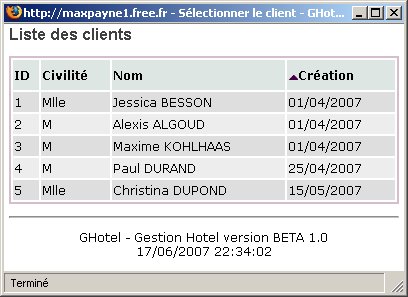 http://maxpayne1.free.fr - Sélectionner le client - GHot...
Liste des clients
ID Civilité Nom Création
1 Mlle Jessica BESSON 01/04/2007
2 M Alexis ALGOUD 01/04/2007
3 M Maxime KOHLHAAS 01/04/2007
4 M Paul DURAND 25/04/2007
5 Mlle Christina DUPOND 15/05/2007
GHotel - Gestion Hotel version BETA 1.0
17/06/2007 22:34:02
Terminé